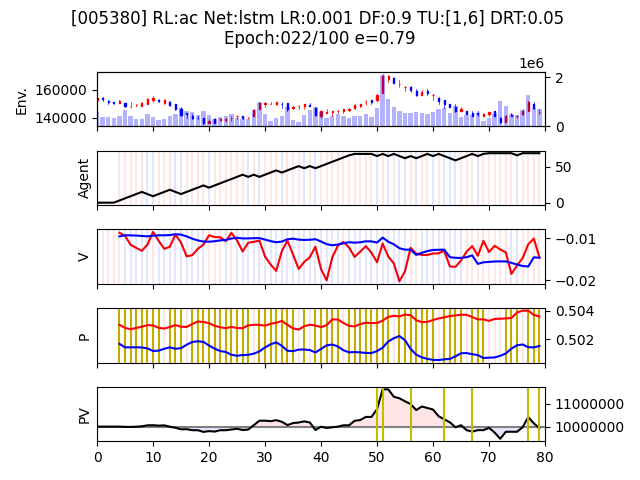 [005380] RL:ac Net:lstm LR:0.001 DF:0.9 TU:[1,6] DRT:0.05
Epoch:022/100 e=0.79
1e6
Env.
160000
140000
2
0
Agent
50
0
V
−0.01
−0.02
P
0.504
0.502
PV
11000000
10000000
0 10 20 30 40 50 60 70 80